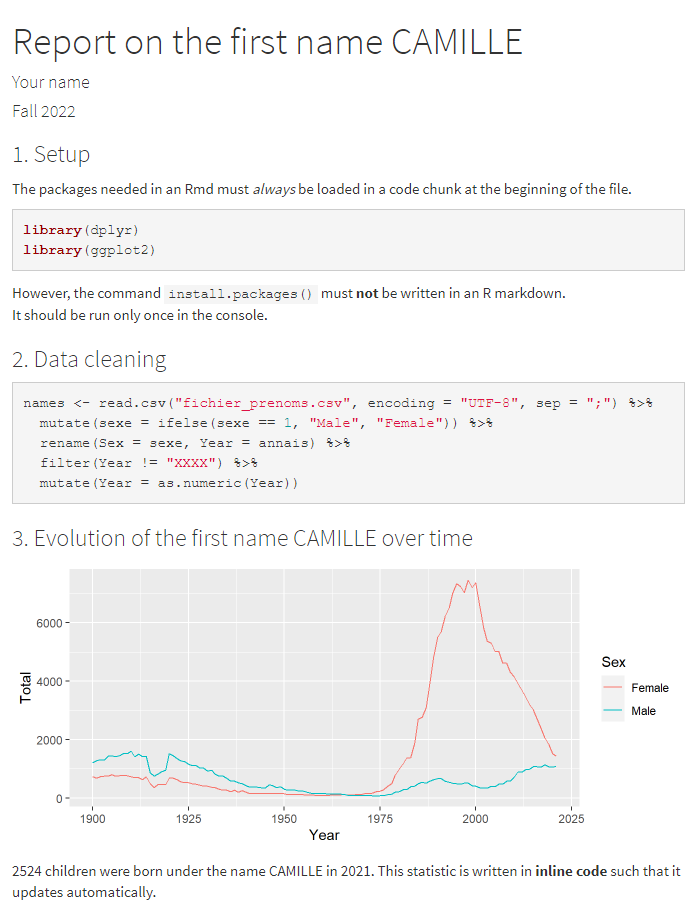 Report on the first name CAMILLE
Your name
Fall 2022
1. Setup
The packages needed in an Rmd must always be loaded in a code chunk at the beginning of the file.
library(dplyr)
library(ggplot2)
However, the command install.packages() must not be written in an R markdown.
It should be run only once in the console.
2. Data cleaning
names <- read.csv("fichier_prenoms.csv", encoding = "UTF-8", sep = ";") %>%
  mutate(sexe = ifelse(sexe == 1, "Male", "Female")) %>%
  rename(Sex = sexe, Year = annais) %>%
  filter(Year != "XXXX") %>%
  mutate(Year = as.numeric(Year))
3. Evolution of the first name CAMILLE over time
6000
4000
2000
0
Total
1900 1925 1950 1975 2000 2025
Year
Sex
Female
Male
2524 children were born under the name CAMILLE in 2021. This statistic is written in inline code such that it
updates automatically.